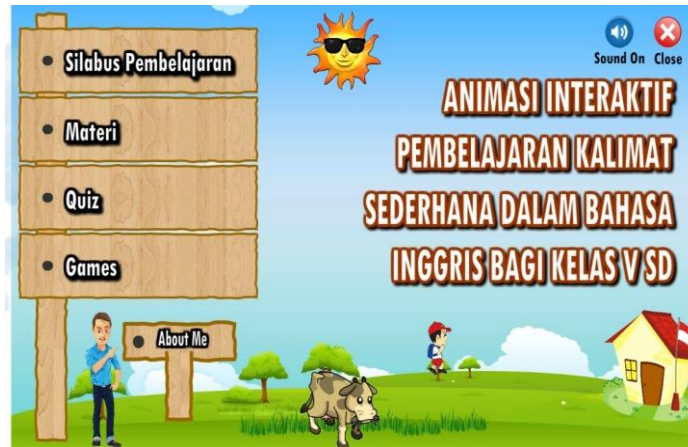 Silabus Pembelajaran
Materi
Quiz
Games
About Me
Sound On
Close
ANIMASI INTERAKTIF
PEMBELAJARAN KALIMAT
SEDERHANA DALAM BAHASA
INGGRIS BAGI KELAS V SD